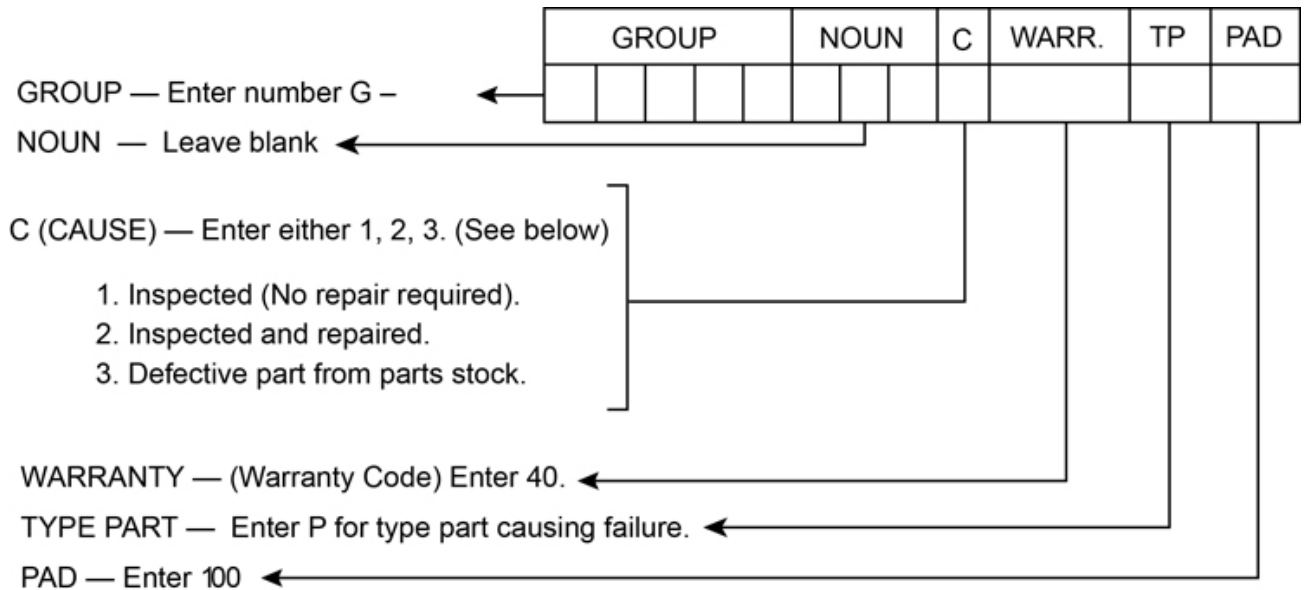 GROUP NOUN C WARR. TP PAD
GROUP — Enter number G –
NOUN — Leave blank
C (CAUSE) — Enter either 1, 2, 3. (See below)
1. Inspected (No repair required).
2. Inspected and repaired.
3. Defective part from parts stock.
WARRANTY — (Warranty Code) Enter 40.
TYPE PART — Enter P for type part causing failure.
PAD — Enter 100